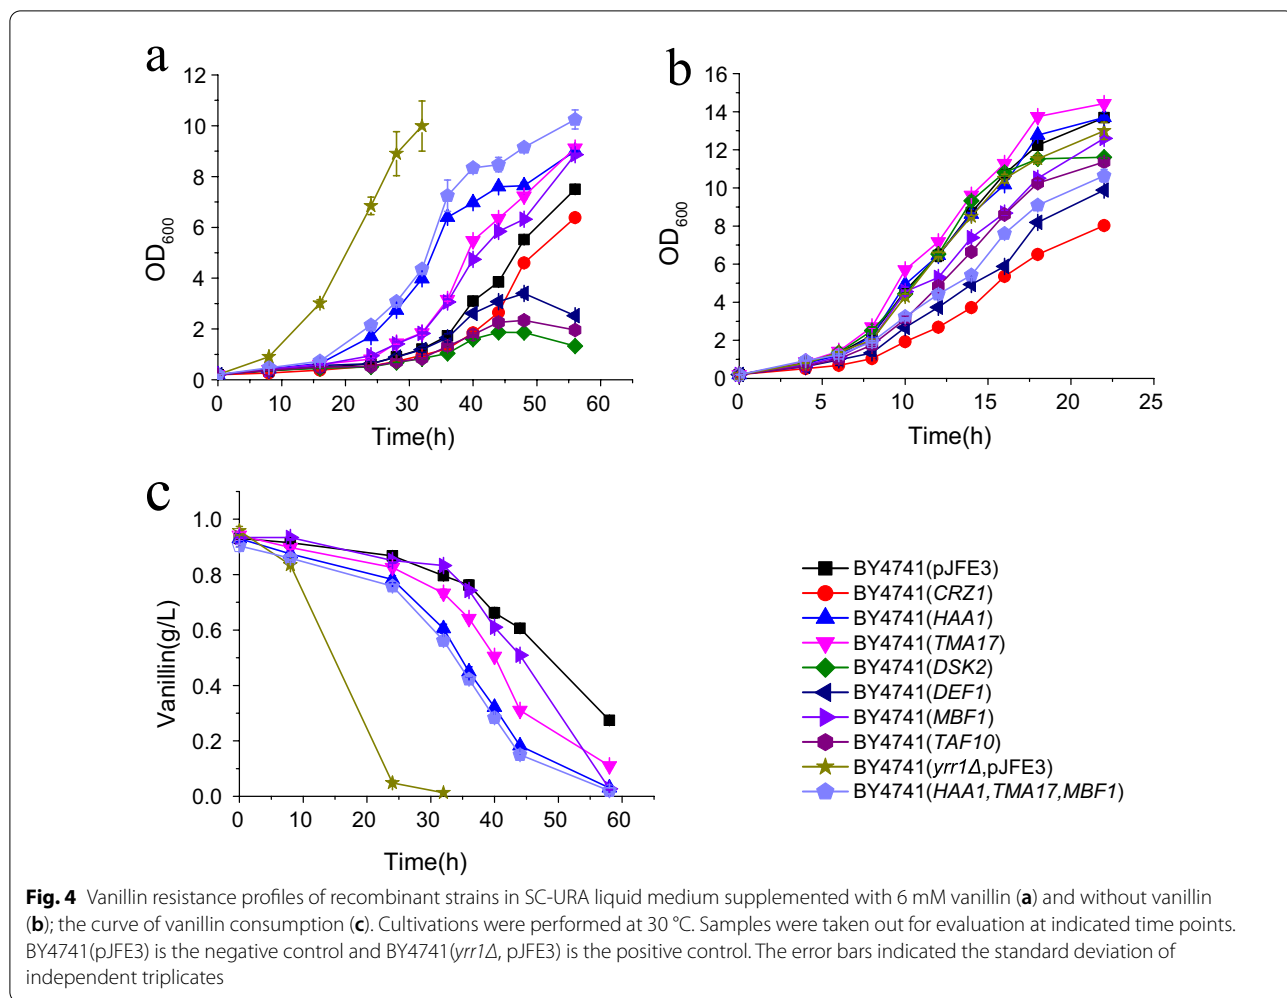 a
OD600
12
10
8
6
4
2
0
0 10 20 30 40 50 60
Time(h)
b
OD600
16
14
12
10
8
6
4
2
0
0 5 10 15 20 25
Time(h)
c
Vanillin(g/L)
1.0
0.8
0.6
0.4
0.2
0.0
0 10 20 30 40 50 60
Time(h)
BY4741(pJFE3)
BY4741(CRZ1)
BY4741(HAA1)
BY4741(TMA17)
BY4741(DSK2)
BY4741(DEF1)
BY4741(MBF1)
BY4741(TAF10)
BY4741(yrr1Δ,pJFE3)
BY4741(HAA1,TMA17,MBF1)
Fig. 4 Vanillin resistance profiles of recombinant strains in SC-URA liquid medium supplemented with 6 mM vanillin (a) and without vanillin
(b); the curve of vanillin consumption (c). Cultivations were performed at 30 °C. Samples were taken out for evaluation at indicated time points.
BY4741(pJFE3) is the negative control and BY4741(yrr1Δ, pJFE3) is the positive control. The error bars indicated the standard deviation of
independent triplicates